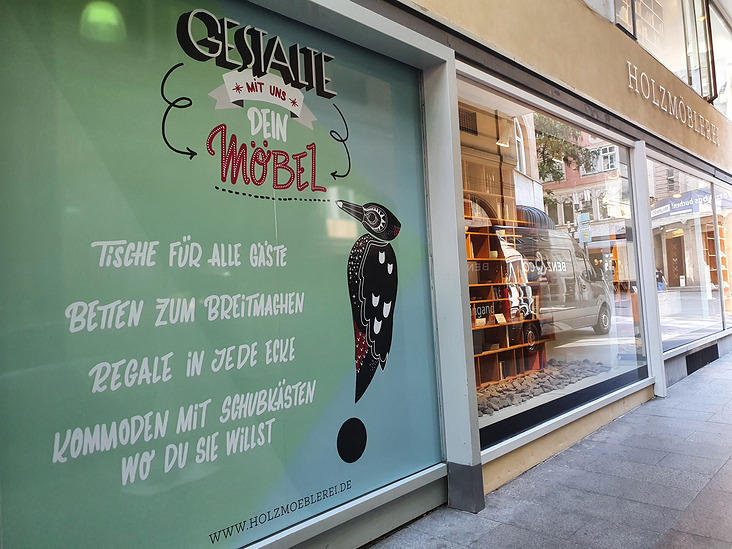 GESTALTE
MIT UNS
DEIN
MÖBEL
TISCHE FÜR ALLE GÄSTE
BETTEN ZUM BREITMACHEN
REGALE IN JEDE ECKE
KOMMODEN MIT SCHUBKÄSTEN
WO DU SIE WILLST
WWW.HOLZMOEBLEREI.DE
HOLZMÖBLEREI